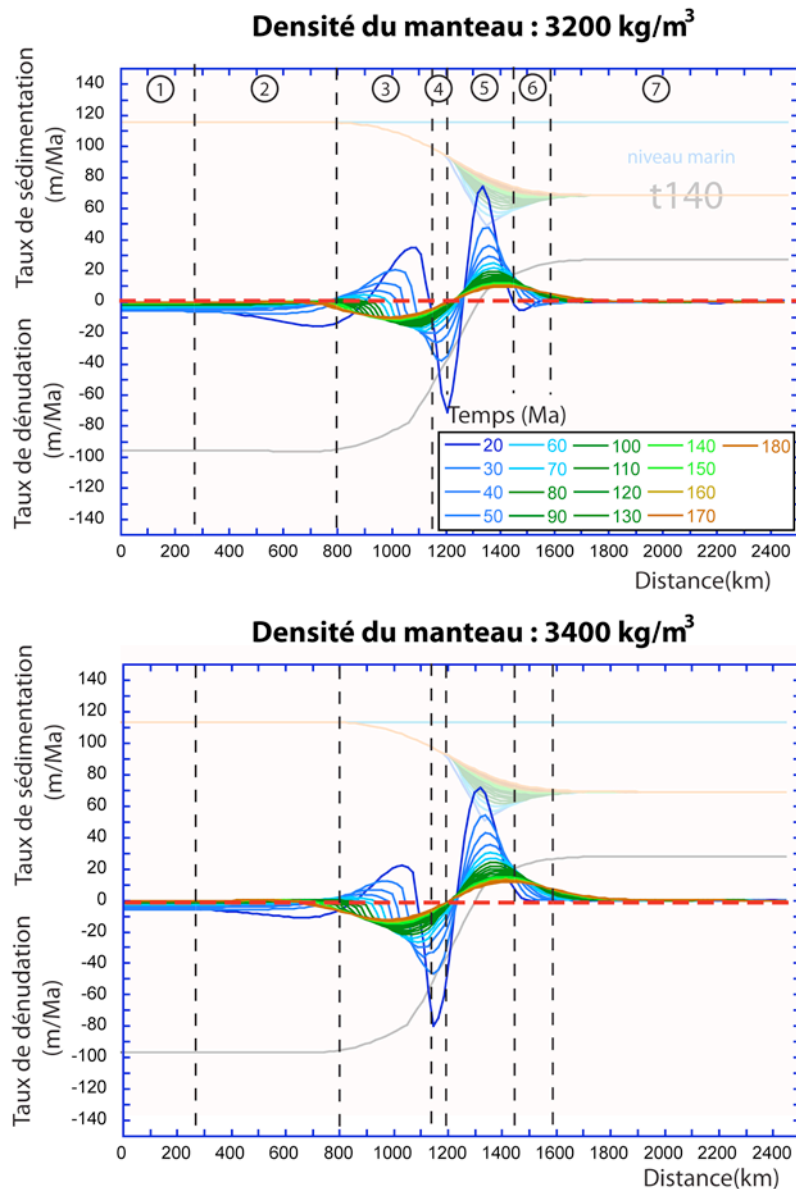 Densité du manteau : 3200 kg/m³
Taux de sédimentation
(m/Ma)
Taux de dénudation
(m/Ma)
140
120
100
80
60
40
20
0
-20
-40
-60
-80
-100
-120
-140
1 2 3 4 5 6 7
niveau marin
t140
Temps (Ma)
20 60 100 140 180
30 70 110 150
40 80 120 160
50 90 130 170
0 200 400 600 800 1000 1200 1400 1600 1800 2000 2200 2400
Distance(km)
Densité du manteau : 3400 kg/m³
Taux de sédimentation
(m/Ma)
Taux de dénudation
(m/Ma)
140
120
100
80
60
40
20
0
-20
-40
-60
-80
-100
-120
-140
0 200 400 600 800 1000 1200 1400 1600 1800 2000 2200 2400
Distance(km)